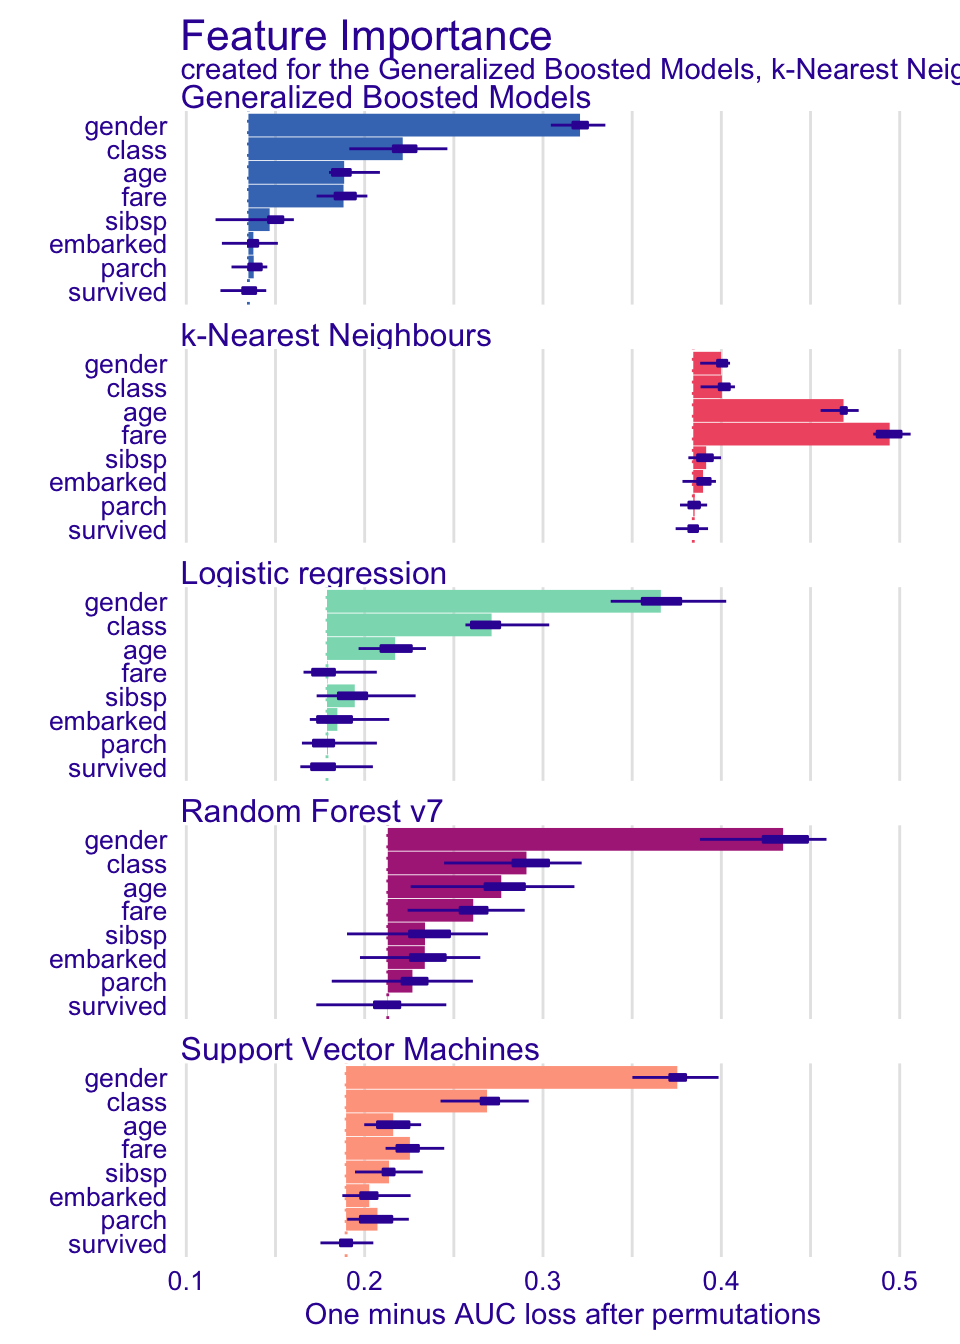 Feature Importance
created for the Generalized Boosted Models, k-Nearest Neig
Generalized Boosted Models
gender
class
age
fare
sibsp
embarked
parch
survived
k-Nearest Neighbours
gender
class
age
fare
sibsp
embarked
parch
survived
Logistic regression
gender
class
age
fare
sibsp
embarked
parch
survived
Random Forest v7
gender
class
age
fare
sibsp
embarked
parch
survived
Support Vector Machines
gender
class
age
fare
sibsp
embarked
parch
survived
0.1 0.2 0.3 0.4 0.5
One minus AUC loss after permutations